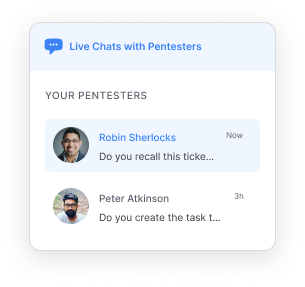 Live Chats with Pentesters
YOUR PENTESTERS
Robin Sherlocks
Now
Do you recall this ticke...
Peter Atkinson
3h
Do you create the task t...